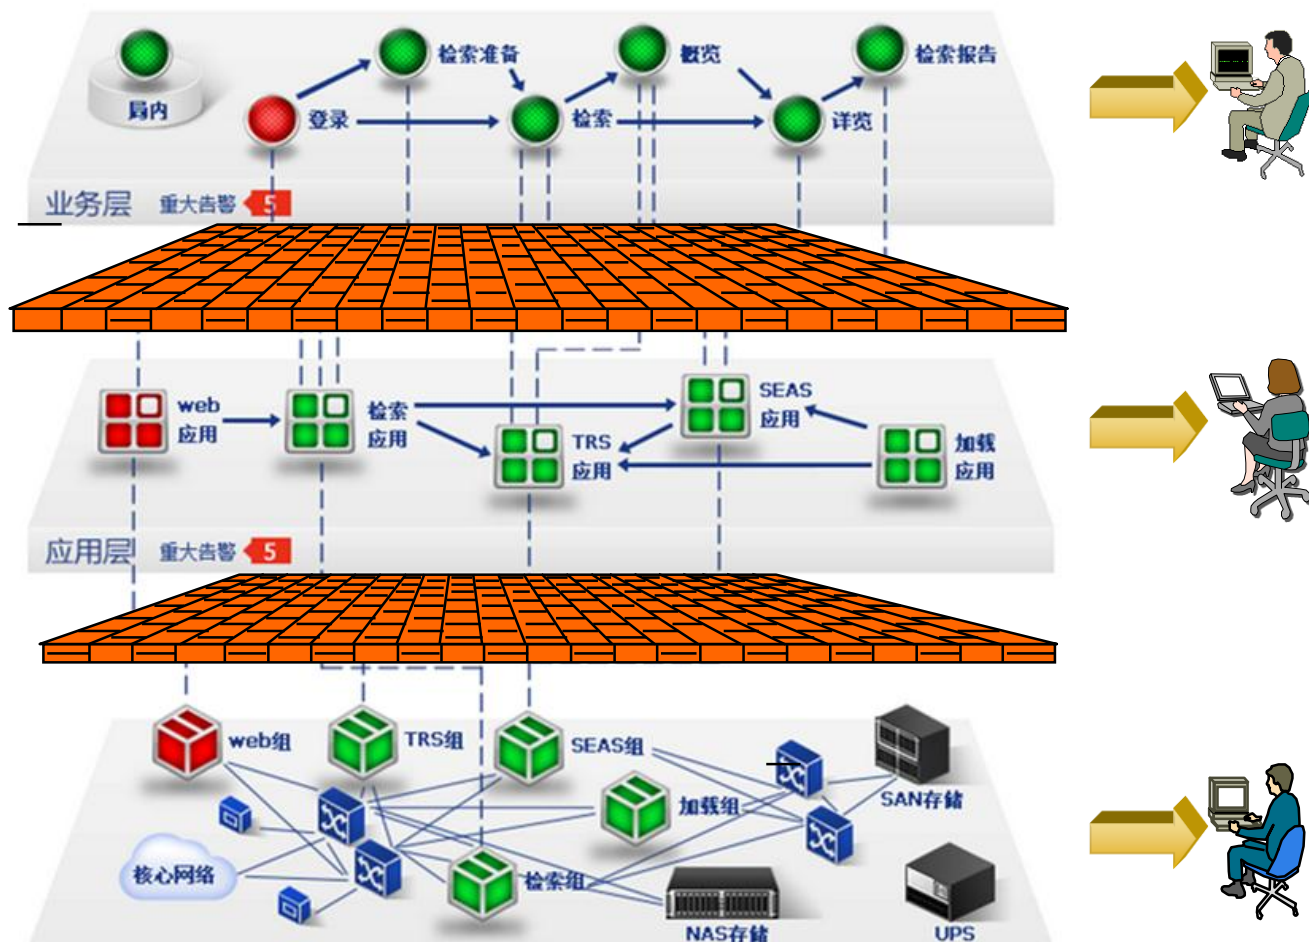 局内
检索准备
概览
检索报告
登录
检索
详览
业务层
重大告警
5
web
应用
检索
应用
TRS
应用
SEAS
应用
加载
应用
应用层
重大告警
5
web组
TRS组
SEAS组
加载组
SAN存储
核心网络
检索组
NAS存储
UPS